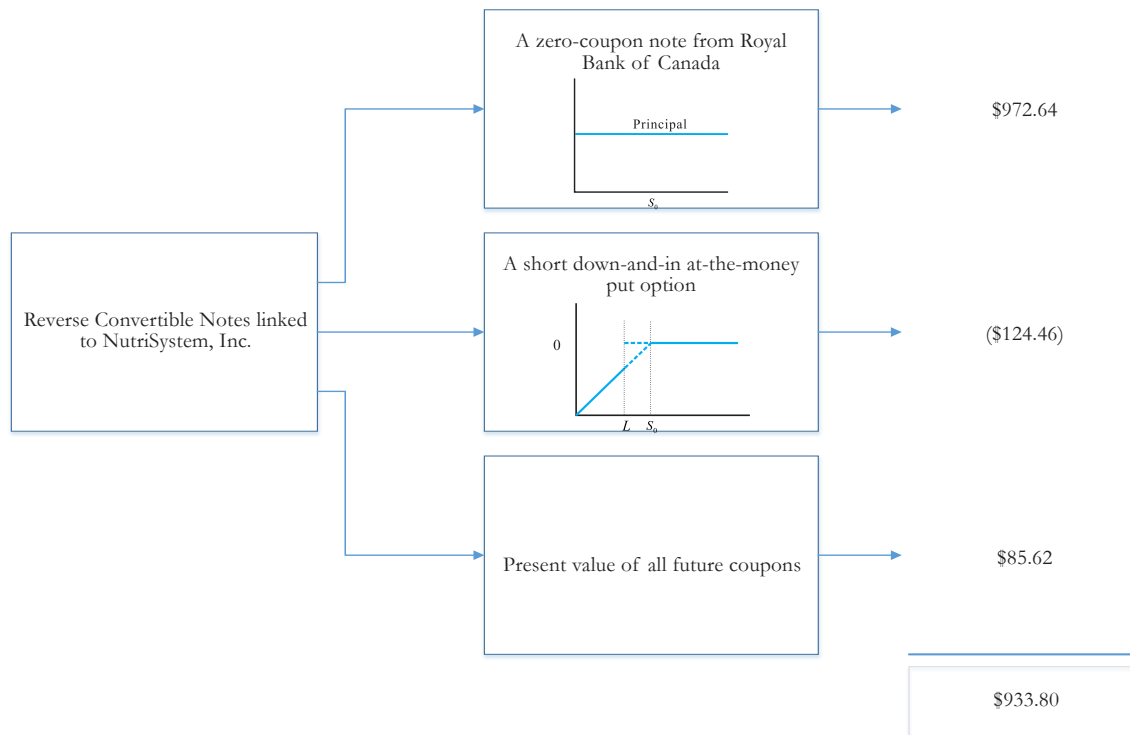 A zero-coupon note from Royal
Bank of Canada
Principal
S₀
$972.64
Reverse Convertible Notes linked
to NutriSystem, Inc.
A short down-and-in at-the-money
put option
0
L S₀
($124.46)
Present value of all future coupons
$85.62
$933.80